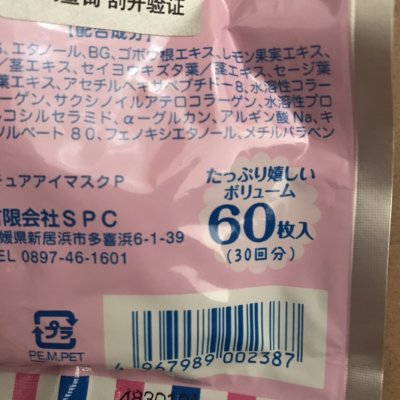 刮开验证
【配合成分】
エタノール、BG、ゴボウ根エキス、レモン果実エキス、
茎エキス、セイヨウキズタ葉／茎エキス、セージ葉
葉エキス、アセチルヘキサペプチド-8、水溶性コラー
ーゲン、サクシノイルアテロコラーゲン、水溶性プロ
ルコシルセラミド、α-グルカン、アルギン酸Na、キ
ソルベート80、フェノキシエタノール、メチルパラベン
チュアアイマスクP
たっぷり嬉しい
ボリューム
60枚入
(30回分)
有限会社SPC
媛県新居浜市多喜浜6-1-39
EL 0897-46-1601
プラ
PE.M.PET
4 967989 002387